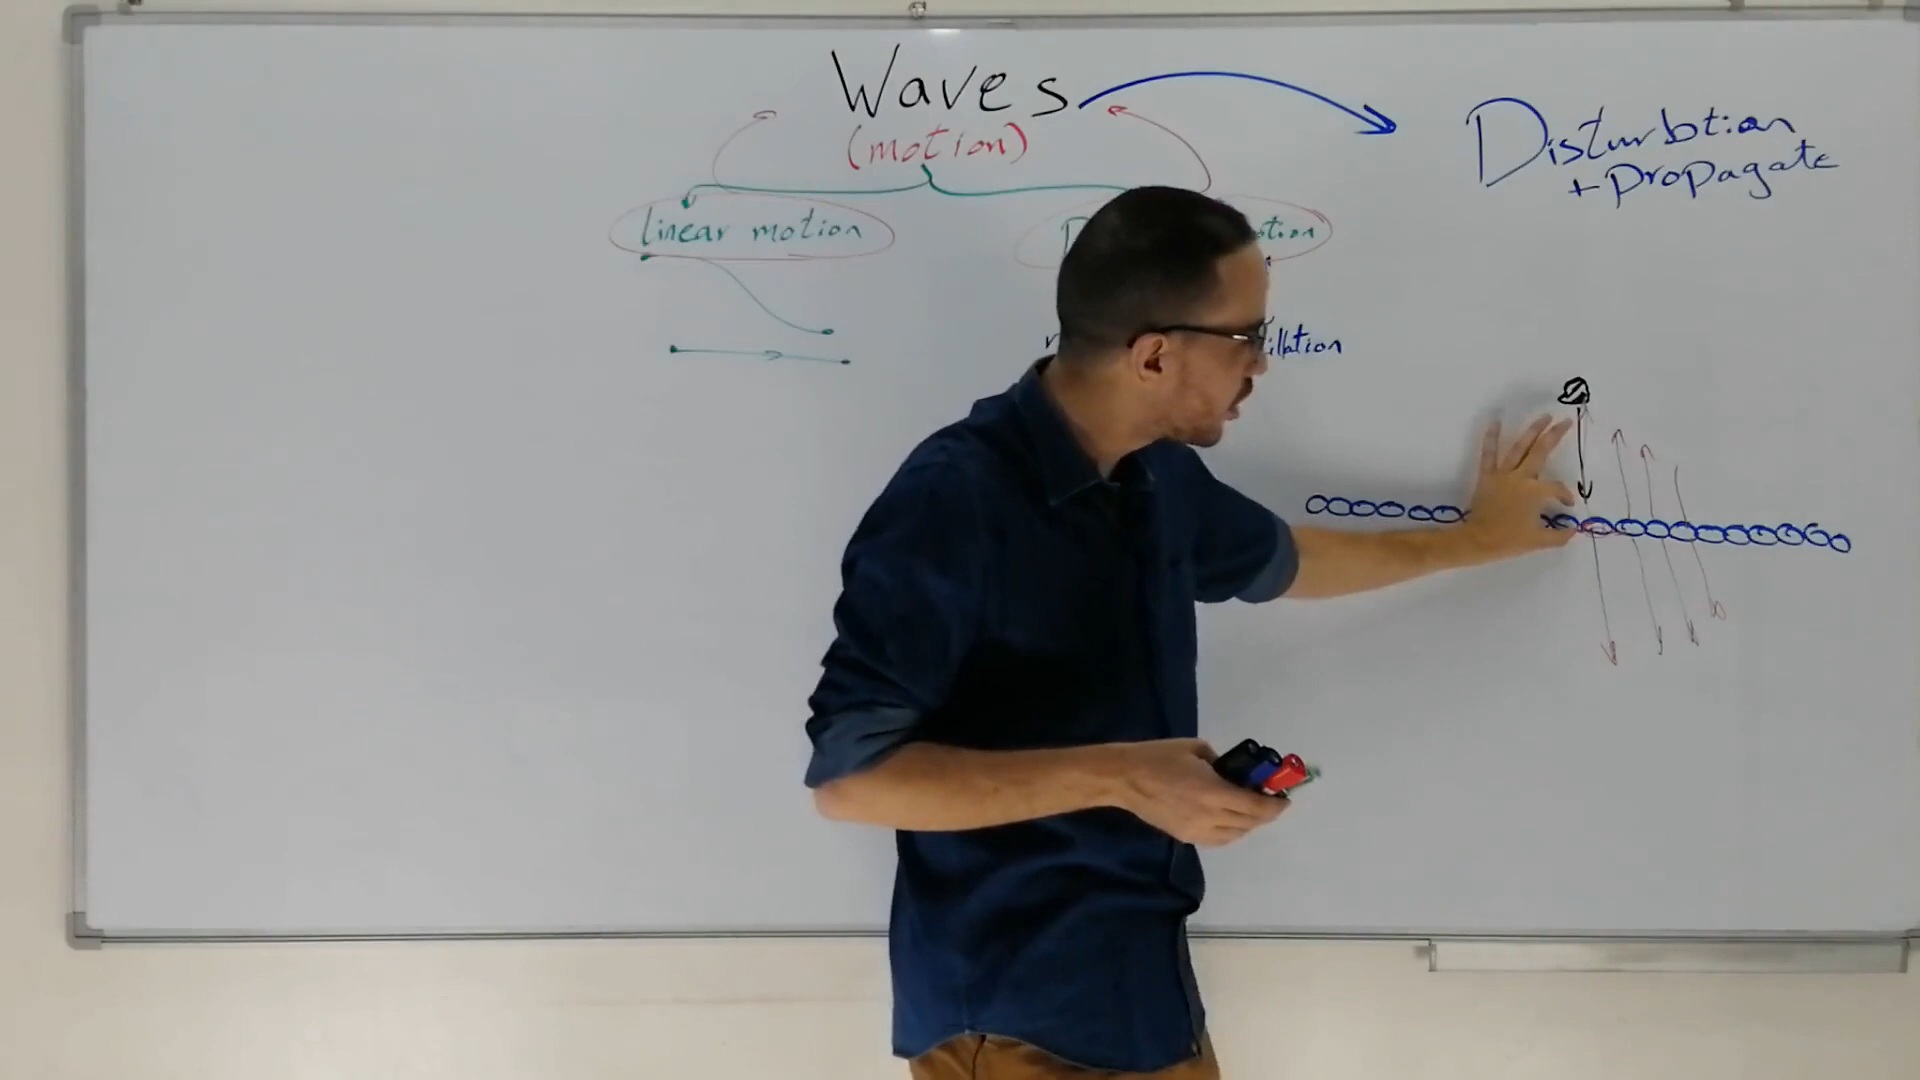 Waves
(motion)
Disturbtion
+ propagate
linear motion